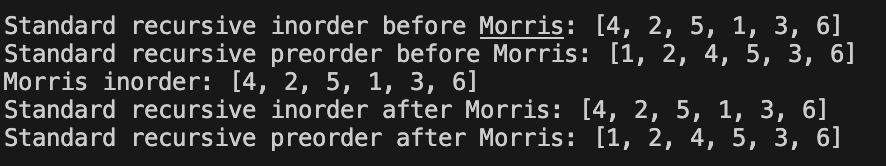 Standard recursive inorder before Morris: [4, 2, 5, 1, 3, 6]
Standard recursive preorder before Morris: [1, 2, 4, 5, 3, 6]
Morris inorder: [4, 2, 5, 1, 3, 6]
Standard recursive inorder after Morris: [4, 2, 5, 1, 3, 6]
Standard recursive preorder after Morris: [1, 2, 4, 5, 3, 6]